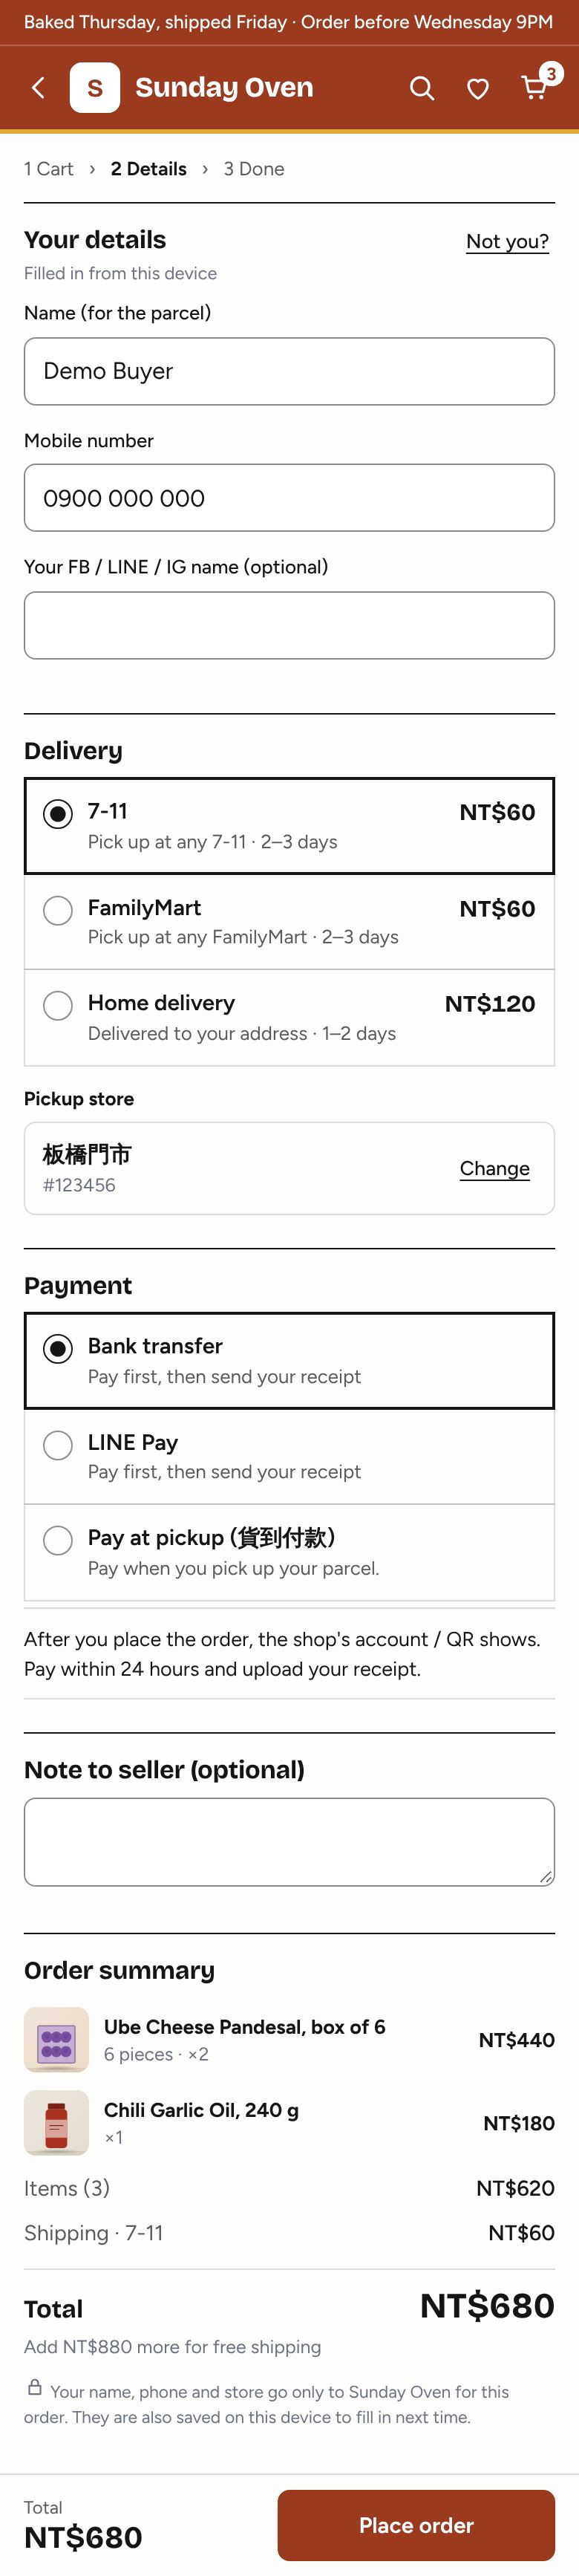 Baked Thursday, shipped Friday · Order before Wednesday 9PM
S Sunday Oven 3
1 Cart › 2 Details › 3 Done
Your details Not you?
Filled in from this device
Name (for the parcel)
Demo Buyer
Mobile number
0900 000 000
Your FB / LINE / IG name (optional)
Delivery
7-11 NT$60
Pick up at any 7-11 · 2–3 days
FamilyMart NT$60
Pick up at any FamilyMart · 2–3 days
Home delivery NT$120
Delivered to your address · 1–2 days
Pickup store
板橋門市
#123456
Change
Payment
Bank transfer
Pay first, then send your receipt
LINE Pay
Pay first, then send your receipt
Pay at pickup (貨到付款)
Pay when you pick up your parcel.
After you place the order, the shop's account / QR shows.
Pay within 24 hours and upload your receipt.
Note to seller (optional)
Order summary
Ube Cheese Pandesal, box of 6
6 pieces · ×2
NT$440
Chili Garlic Oil, 240 g
×1
NT$180
Items (3) NT$620
Shipping · 7-11 NT$60
Total NT$680
Add NT$880 more for free shipping
Your name, phone and store go only to Sunday Oven for this
order. They are also saved on this device to fill in next time.
Total
NT$680
Place order